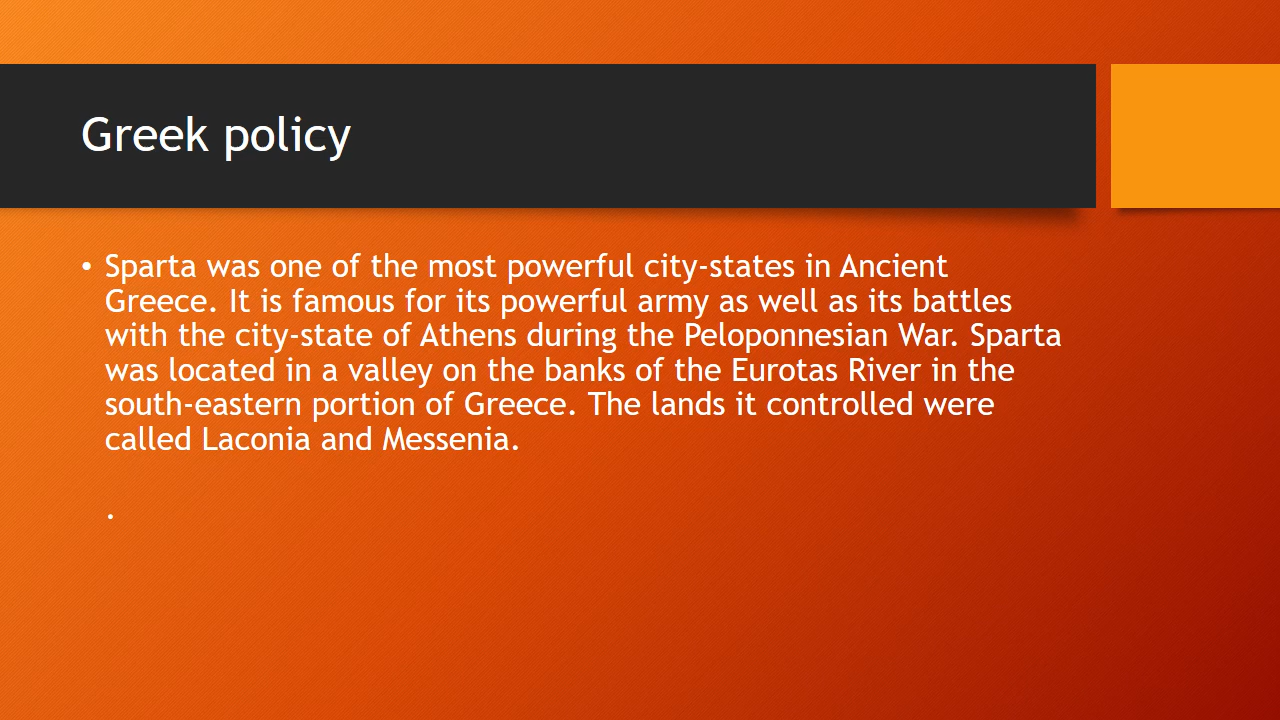 Greek policy
• Sparta was one of the most powerful city-states in Ancient
Greece. It is famous for its powerful army as well as its battles
with the city-state of Athens during the Peloponnesian War. Sparta
was located in a valley on the banks of the Eurotas River in the
south-eastern portion of Greece. The lands it controlled were
called Laconia and Messenia.
.